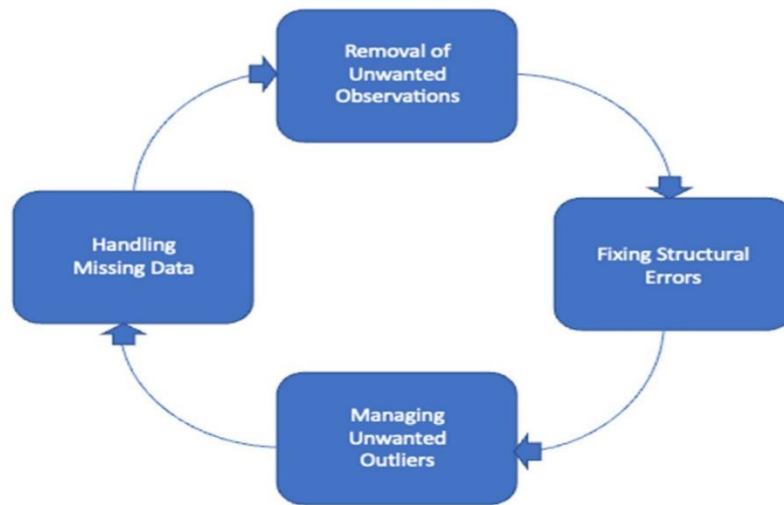 Removal of
Unwanted
Observations
Fixing Structural
Errors
Managing
Unwanted
Outliers
Handling
Missing Data